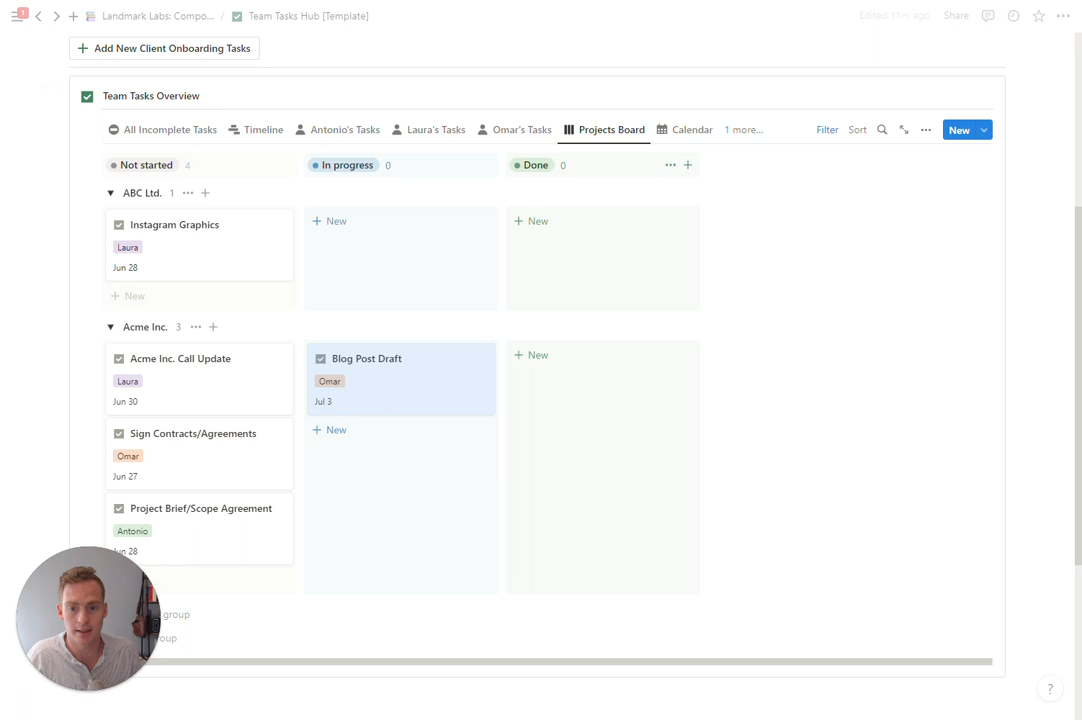 1
Landmark Labs: Compo... / Team Tasks Hub [Template]
Edited 11m ago Share
Add New Client Onboarding Tasks
Team Tasks Overview
All Incomplete Tasks Timeline Antonio's Tasks Laura's Tasks Omar's Tasks Projects Board Calendar 1 more... Filter Sort New
Not started 4 In progress 0 Done 0
ABC Ltd. 1
Instagram Graphics
Laura
Jun 28
+ New
+ New
+ New
Acme Inc. 3
Acme Inc. Call Update
Laura
Jun 30
Sign Contracts/Agreements
Omar
Jun 27
Project Brief/Scope Agreement
Antonio
Jun 28
Blog Post Draft
Omar
Jul 3
+ New
+ New
group
?